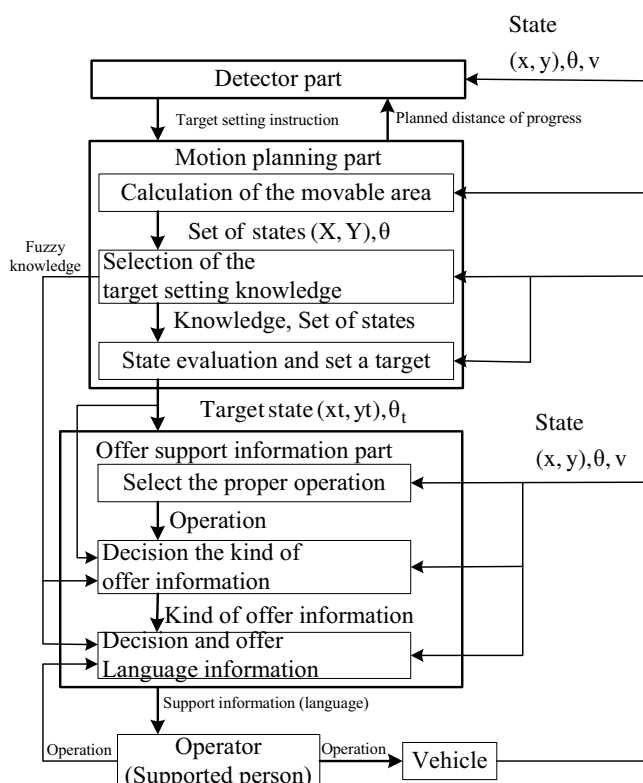 State
(x, y),θ, v
Detector part
Target setting instruction
Planned distance of progress
Motion planning part
Calculation of the movable area
Set of states (X, Y),θ
Fuzzy
knowledge
Selection of the
target setting knowledge
Knowledge, Set of states
State evaluation and set a target
Target state (xt, yt),θt
State
(x, y),θ, v
Offer support information part
Select the proper operation
Operation
Decision the kind of
offer information
Kind of offer information
Decision and offer
Language information
Support information (language)
Operation
Operator
(Supported person)
Operation
Vehicle